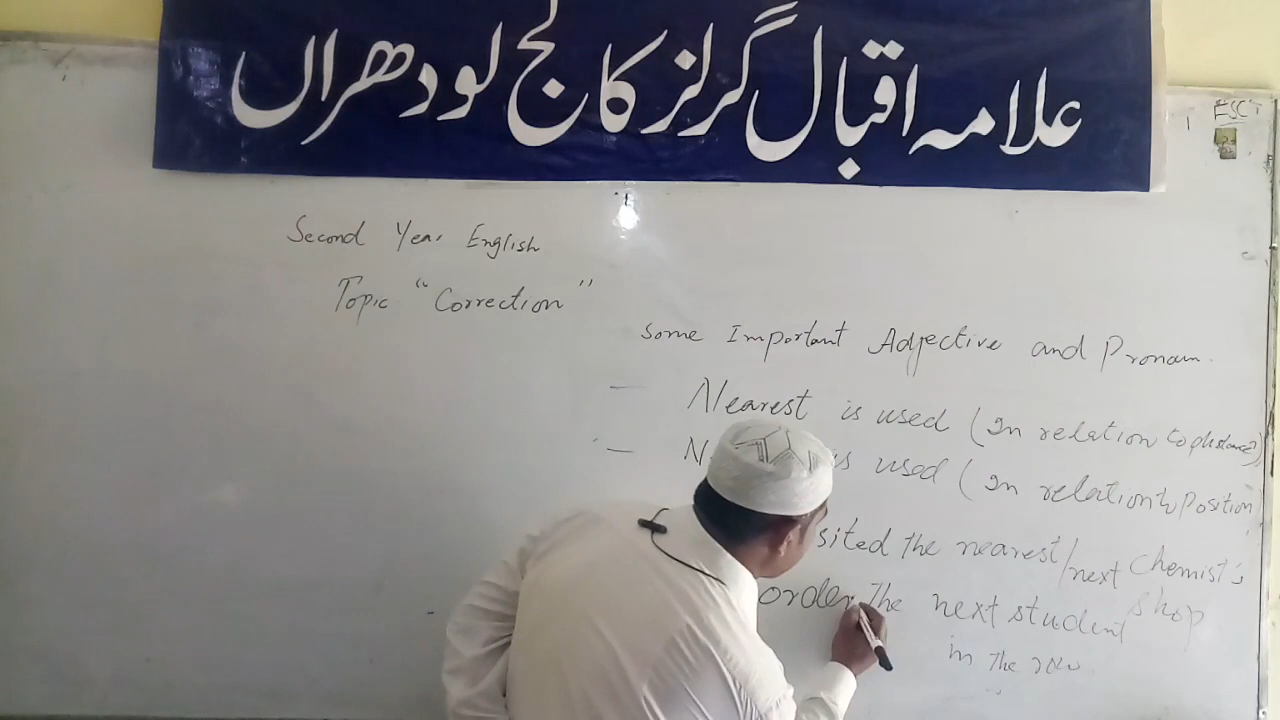 علامہ اقبال گرلز کالج لودھراں
Second Year English
Topic "Correction"
some Important Adjective and Pronoun.
— Nearest is used (In relation to distance)
— is used (In relation to Position
sited the nearest/next Chemist's
shop
order the next student
in the row